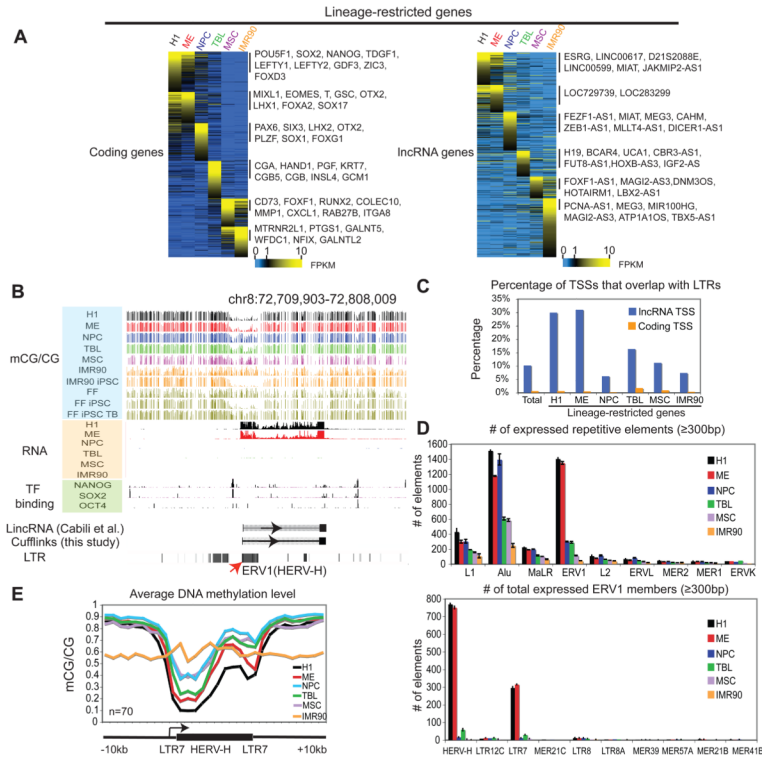 Lineage-restricted genes
A
H1 ME NPC TBL MSC IMR90
POU5F1, SOX2, NANOG, TDGF1,
LEFTY1, LEFTY2, GDF3, ZIC3,
FOXD3
MIXL1, EOMES, T, GSC, OTX2,
LHX1, FOXA2, SOX17
PAX6, SIX3, LHX2, OTX2,
PLZF, SOX1, FOXG1
Coding genes
CGA, HAND1, PGF, KRT7,
CGB5, CGB, INSL4, GCM1
CD73, FOXF1, RUNX2, COLEC10,
MMP1, CXCL1, RAB27B, ITGA8
MTRNR2L1, PTGS1, GALNT5,
WFDC1, NFIX, GALNTL2
0 1 10
FPKM
H1 ME NPC TBL MSC IMR90
ESRG, LINC00617, D21S2088E,
LINC00599, MIAT, JAKMIP2-AS1
LOC729739, LOC283299
FEZF1-AS1, MIAT, MEG3, CAHM,
ZEB1-AS1, MLLT4-AS1, DICER1-AS1
lncRNA genes
H19, BCAR4, UCA1, CBR3-AS1,
FUT8-AS1,HOXB-AS3, IGF2-AS
FOXF1-AS1, MAGI2-AS3,DNM3OS,
HOTAIRM1, LBX2-AS1
PCNA-AS1, MEG3, MIR100HG,
MAGI2-AS3, ATP1A1OS, TBX5-AS1
0 1 10
FPKM
B
chr8:72,709,903-72,808,009
mCG/CG
H1
ME
NPC
TBL
MSC
IMR90
IMR90 iPSC
FF
FF iPSC
FF iPSC TB
RNA
H1
ME
NPC
TBL
MSC
IMR90
TF
binding
NANOG
SOX2
OCT4
LincRNA (Cabili et al.)
Cufflinks (this study)
LTR
ERV1(HERV-H)
C
Percentage of TSSs that overlap with LTRs
Percentage
35%
30%
25%
20%
15%
10%
5%
0%
lncRNA TSS
Coding TSS
Total H1 ME NPC TBL MSC IMR90
Lineage-restricted genes
D
# of expressed repetitive elements (≥300bp)
# of elements
1600
1400
1200
1000
800
600
400
200
0
H1
ME
NPC
TBL
MSC
IMR90
L1 Alu MaLR ERV1 L2 ERVL MER2 MER1 ERVK
# of total expressed ERV1 members (≥300bp)
# of elements
800
700
600
500
400
300
200
100
0
H1
ME
NPC
TBL
MSC
IMR90
HERV-H LTR12C LTR7 MER21C LTR8 LTR8A MER39 MER57A MER21B MER41B
E
Average DNA methylation level
mCG/CG
1
0.9
0.8
0.7
0.6
0.5
0.4
0.3
0.2
0.1
0
n=70
H1
ME
NPC
TBL
MSC
IMR90
-10kb LTR7 HERV-H LTR7 +10kb